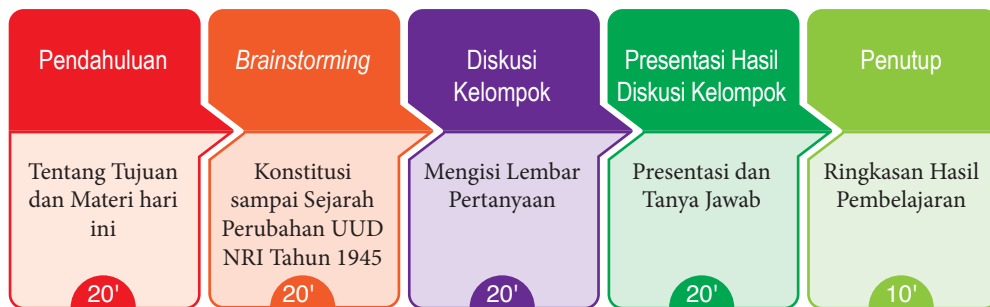 Pendahuluan
Tentang Tujuan
dan Materi hari
ini
20'
Brainstorming
Konstitusi
sampai Sejarah
Perubahan UUD
NRI Tahun 1945
20'
Diskusi
Kelompok
Mengisi Lembar
Pertanyaan
20'
Presentasi Hasil
Diskusi Kelompok
Presentasi dan
Tanya Jawab
20'
Penutup
Ringkasan Hasil
Pembelajaran
10'